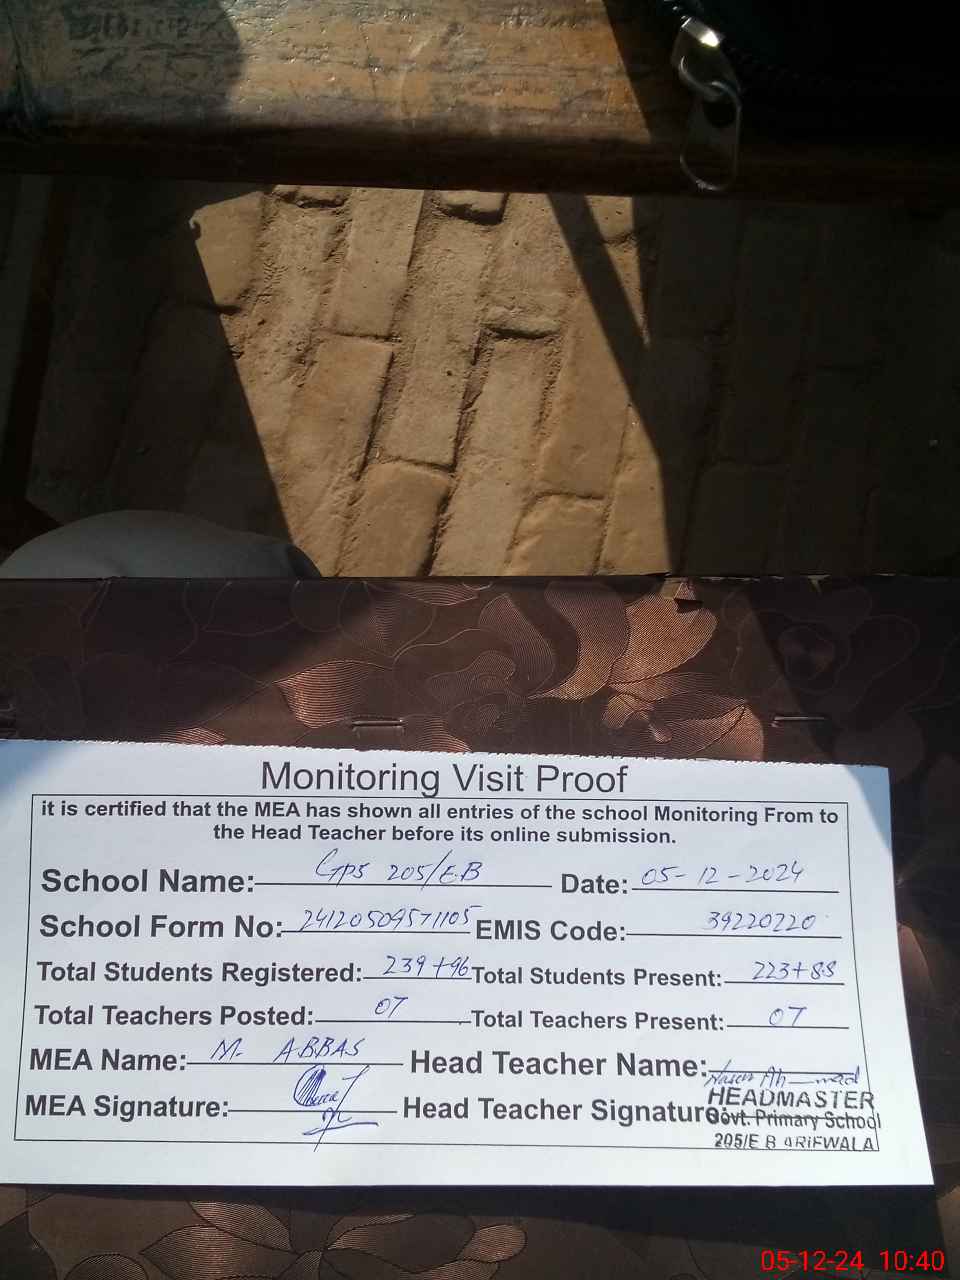 Monitoring Visit Proof
it is certified that the MEA has shown all entries of the school Monitoring From to
the Head Teacher before its online submission.
School Name: GPS 205/E.B Date: 05-12-2024
School Form No: 24120509571105 EMIS Code: 39220220
Total Students Registered: 239+96 Total Students Present: 223+88
Total Teachers Posted: 07 Total Teachers Present: 07
MEA Name: M. ABBAS Head Teacher Name: Ahmad
MEA Signature: Head Teacher Signature:
HEADMASTER
Govt. Primary School
205/E B ARIFWALA
05-12-24 10:40